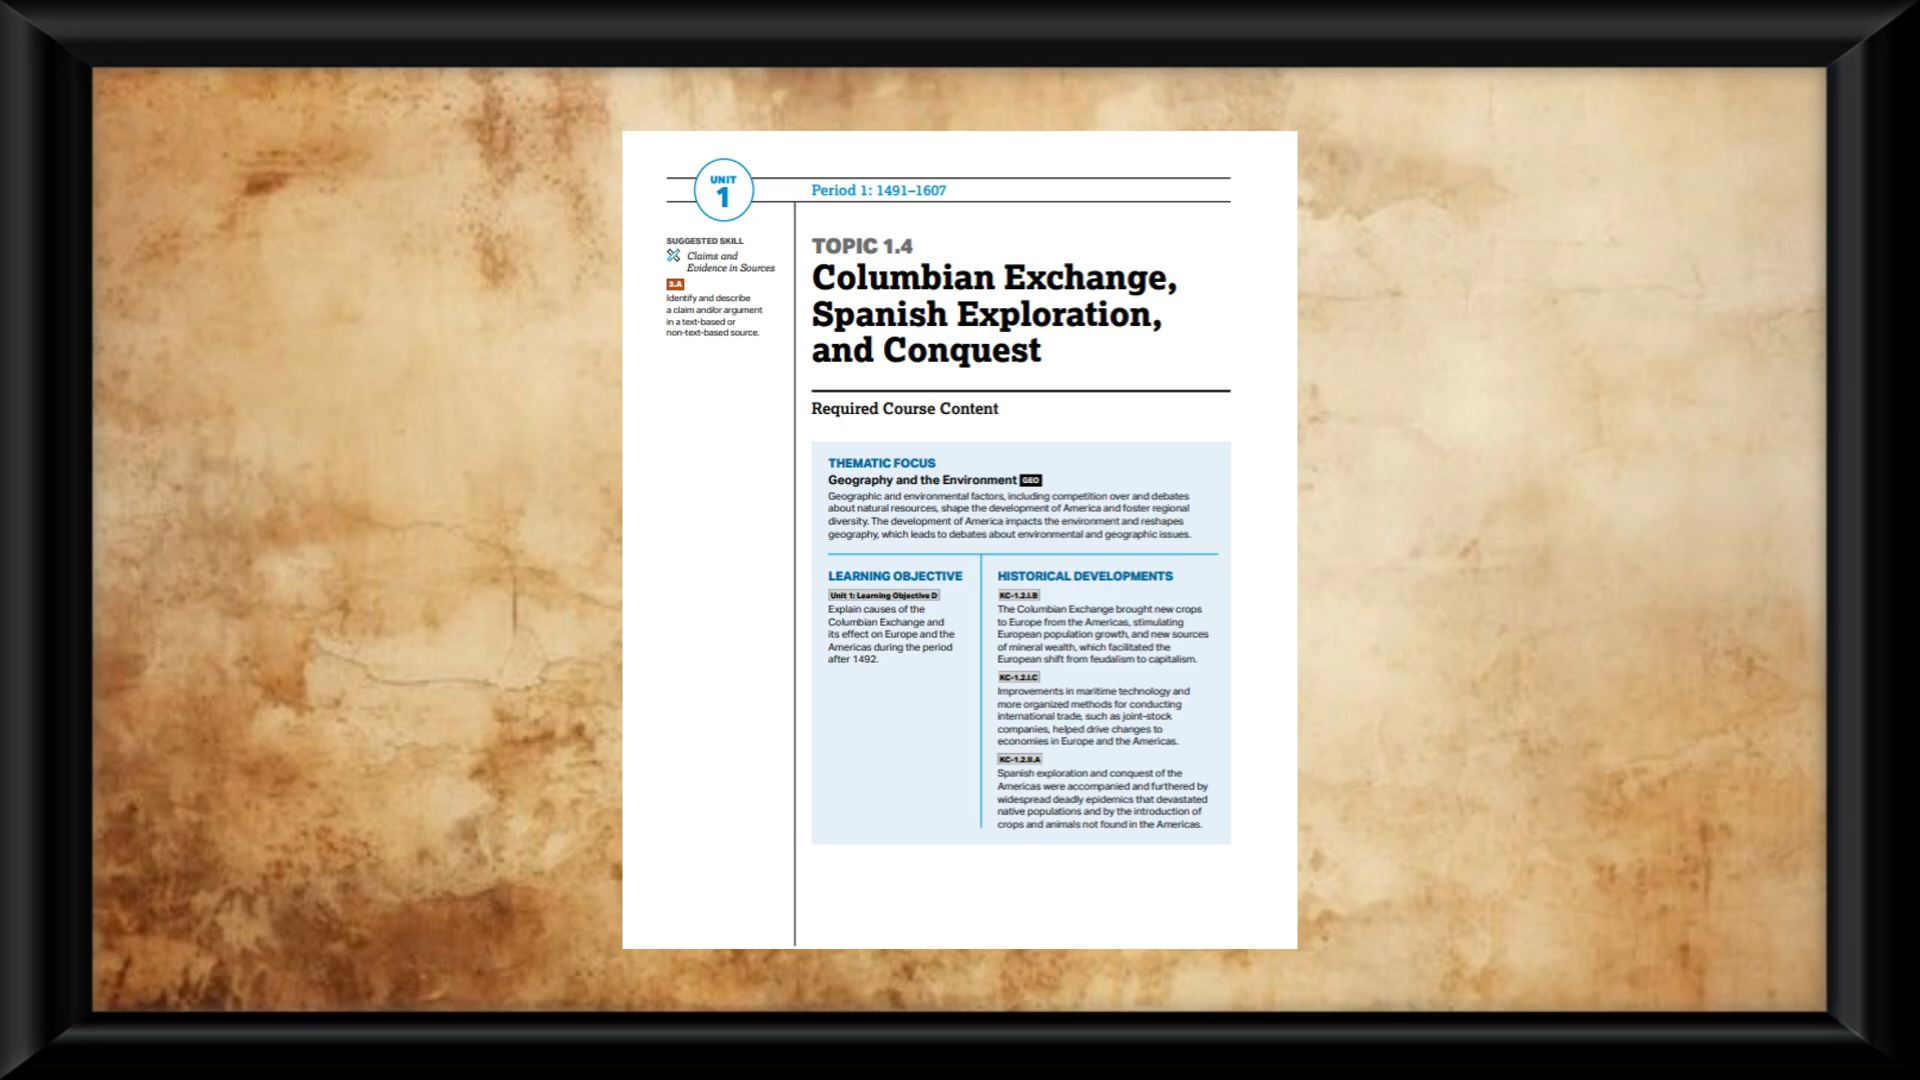 UNIT
1
Period 1: 1491–1607
SUGGESTED SKILL
Claims and
Evidence in Sources
3.A
Identify and describe
a claim and/or argument
in a text-based or
non-text-based source.
TOPIC 1.4
Columbian Exchange,
Spanish Exploration,
and Conquest
Required Course Content
THEMATIC FOCUS
Geography and the Environment GEO
Geographic and environmental factors, including competition over and debates
about natural resources, shape the development of America and foster regional
diversity. The development of America impacts the environment and reshapes
geography, which leads to debates about environmental and geographic issues.
LEARNING OBJECTIVE
Unit 1: Learning Objective D
Explain causes of the
Columbian Exchange and
its effect on Europe and the
Americas during the period
after 1492.
HISTORICAL DEVELOPMENTS
KC-1.2.I.B
The Columbian Exchange brought new crops
to Europe from the Americas, stimulating
European population growth, and new sources
of mineral wealth, which facilitated the
European shift from feudalism to capitalism.
KC-1.2.I.C
Improvements in maritime technology and
more organized methods for conducting
international trade, such as joint-stock
companies, helped drive changes to
economies in Europe and the Americas.
KC-1.2.II.A
Spanish exploration and conquest of the
Americas were accompanied and furthered by
widespread deadly epidemics that devastated
native populations and by the introduction of
crops and animals not found in the Americas.